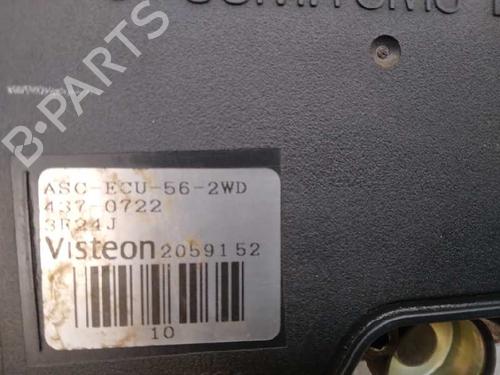 B-PARTS
ASC-ECU-56-2WD
437-0722
3R24J
Visteon 2059152
10